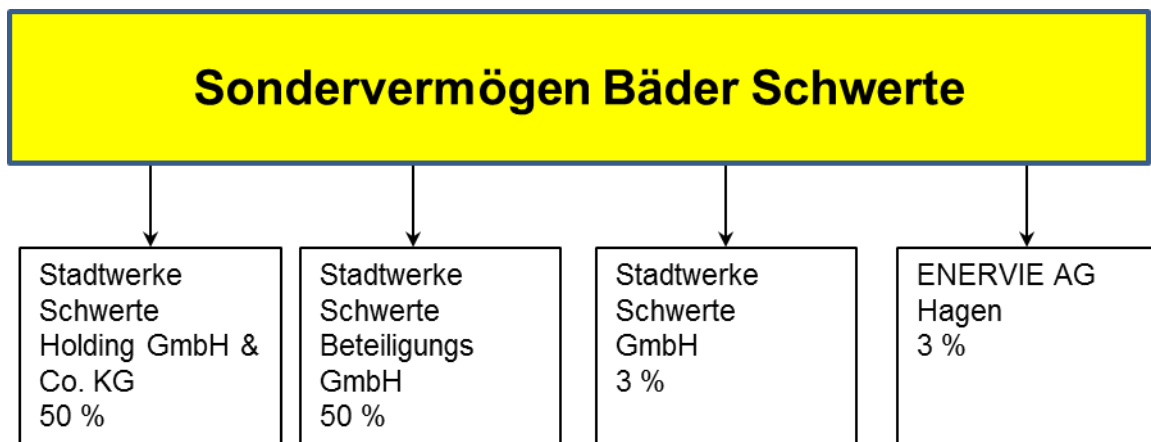 Sondervermögen Bäder Schwerte
Stadtwerke
Schwerte
Holding GmbH &
Co. KG
50 %
Stadtwerke
Schwerte
Beteiligungs
GmbH
50 %
Stadtwerke
Schwerte
GmbH
3 %
ENERVIE AG
Hagen
3 %